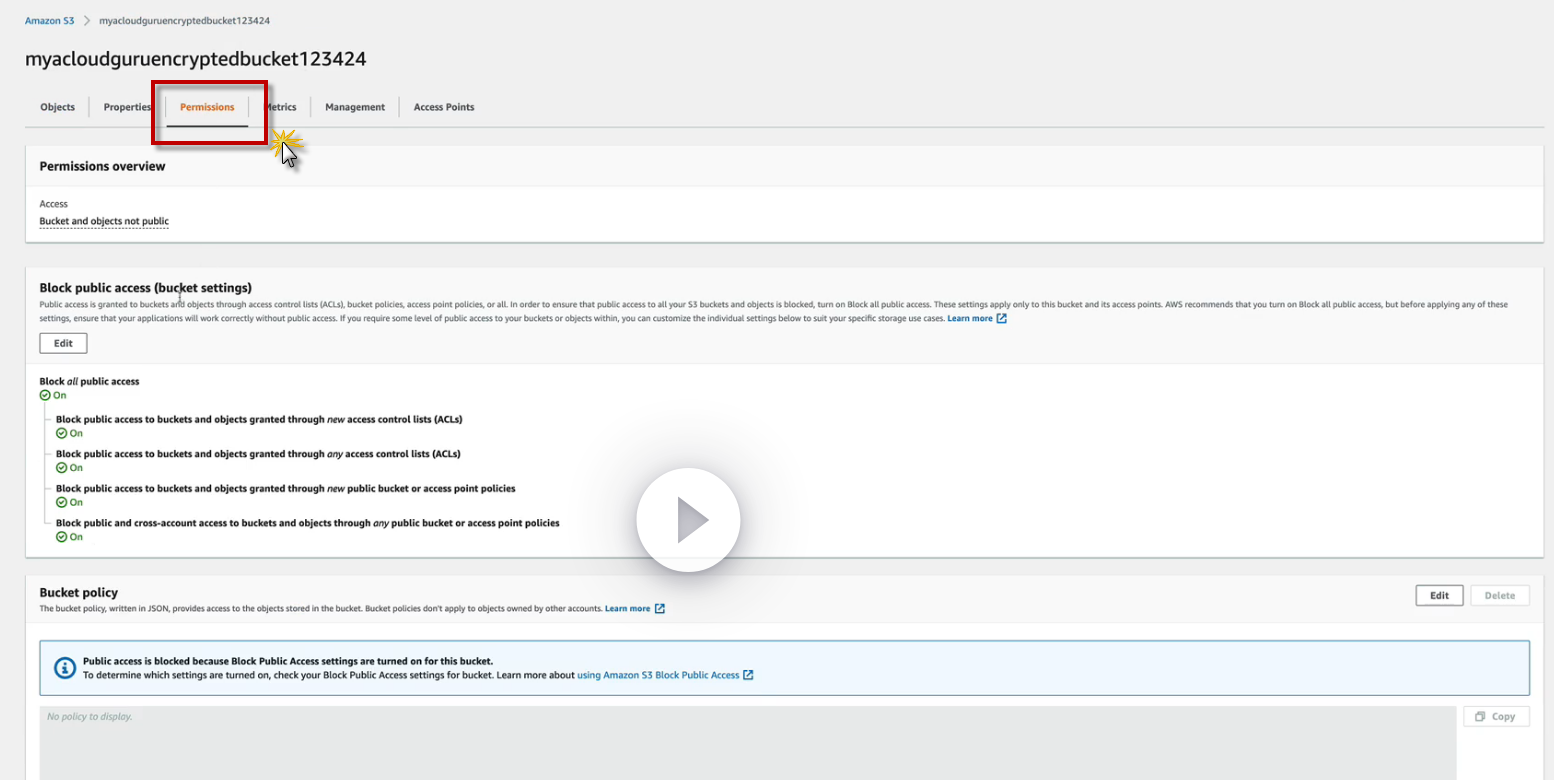 Amazon S3 > myacloudguruencryptedbucket123424
myacloudguruencryptedbucket123424
Objects Properties Permissions Metrics Management Access Points
Permissions overview
Access
Bucket and objects not public
Block public access (bucket settings)
Public access is granted to buckets and objects through access control lists (ACLs), bucket policies, access point policies, or all. In order to ensure that public access to all your S3 buckets and objects is blocked, turn on Block all public access. These settings apply only to this bucket and its access points. AWS recommends that you turn on Block all public access, but before applying any of these
settings, ensure that your applications will work correctly without public access. If you require some level of public access to your buckets or objects within, you can customize the individual settings below to suit your specific storage use cases. Learn more
Edit
Block all public access
On
Block public access to buckets and objects granted through new access control lists (ACLs)
On
Block public access to buckets and objects granted through any access control lists (ACLs)
On
Block public access to buckets and objects granted through new public bucket or access point policies
On
Block public and cross-account access to buckets and objects through any public bucket or access point policies
On
Bucket policy
Edit Delete
The bucket policy, written in JSON, provides access to the objects stored in the bucket. Bucket policies don't apply to objects owned by other accounts. Learn more
Public access is blocked because Block Public Access settings are turned on for this bucket.
To determine which settings are turned on, check your Block Public Access settings for bucket. Learn more about using Amazon S3 Block Public Access
No policy to display.
Copy